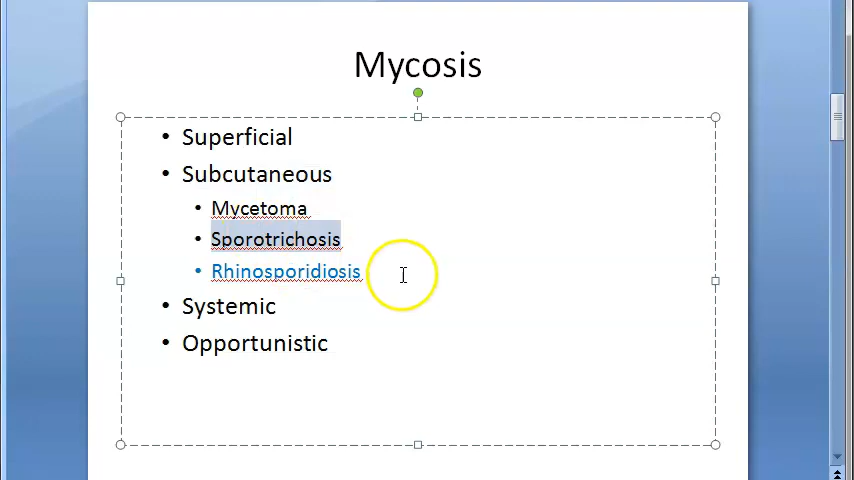 Mycosis
Superficial
Subcutaneous
Mycetoma
Sporotrichosis
Rhinosporidiosis
Systemic
Opportunistic